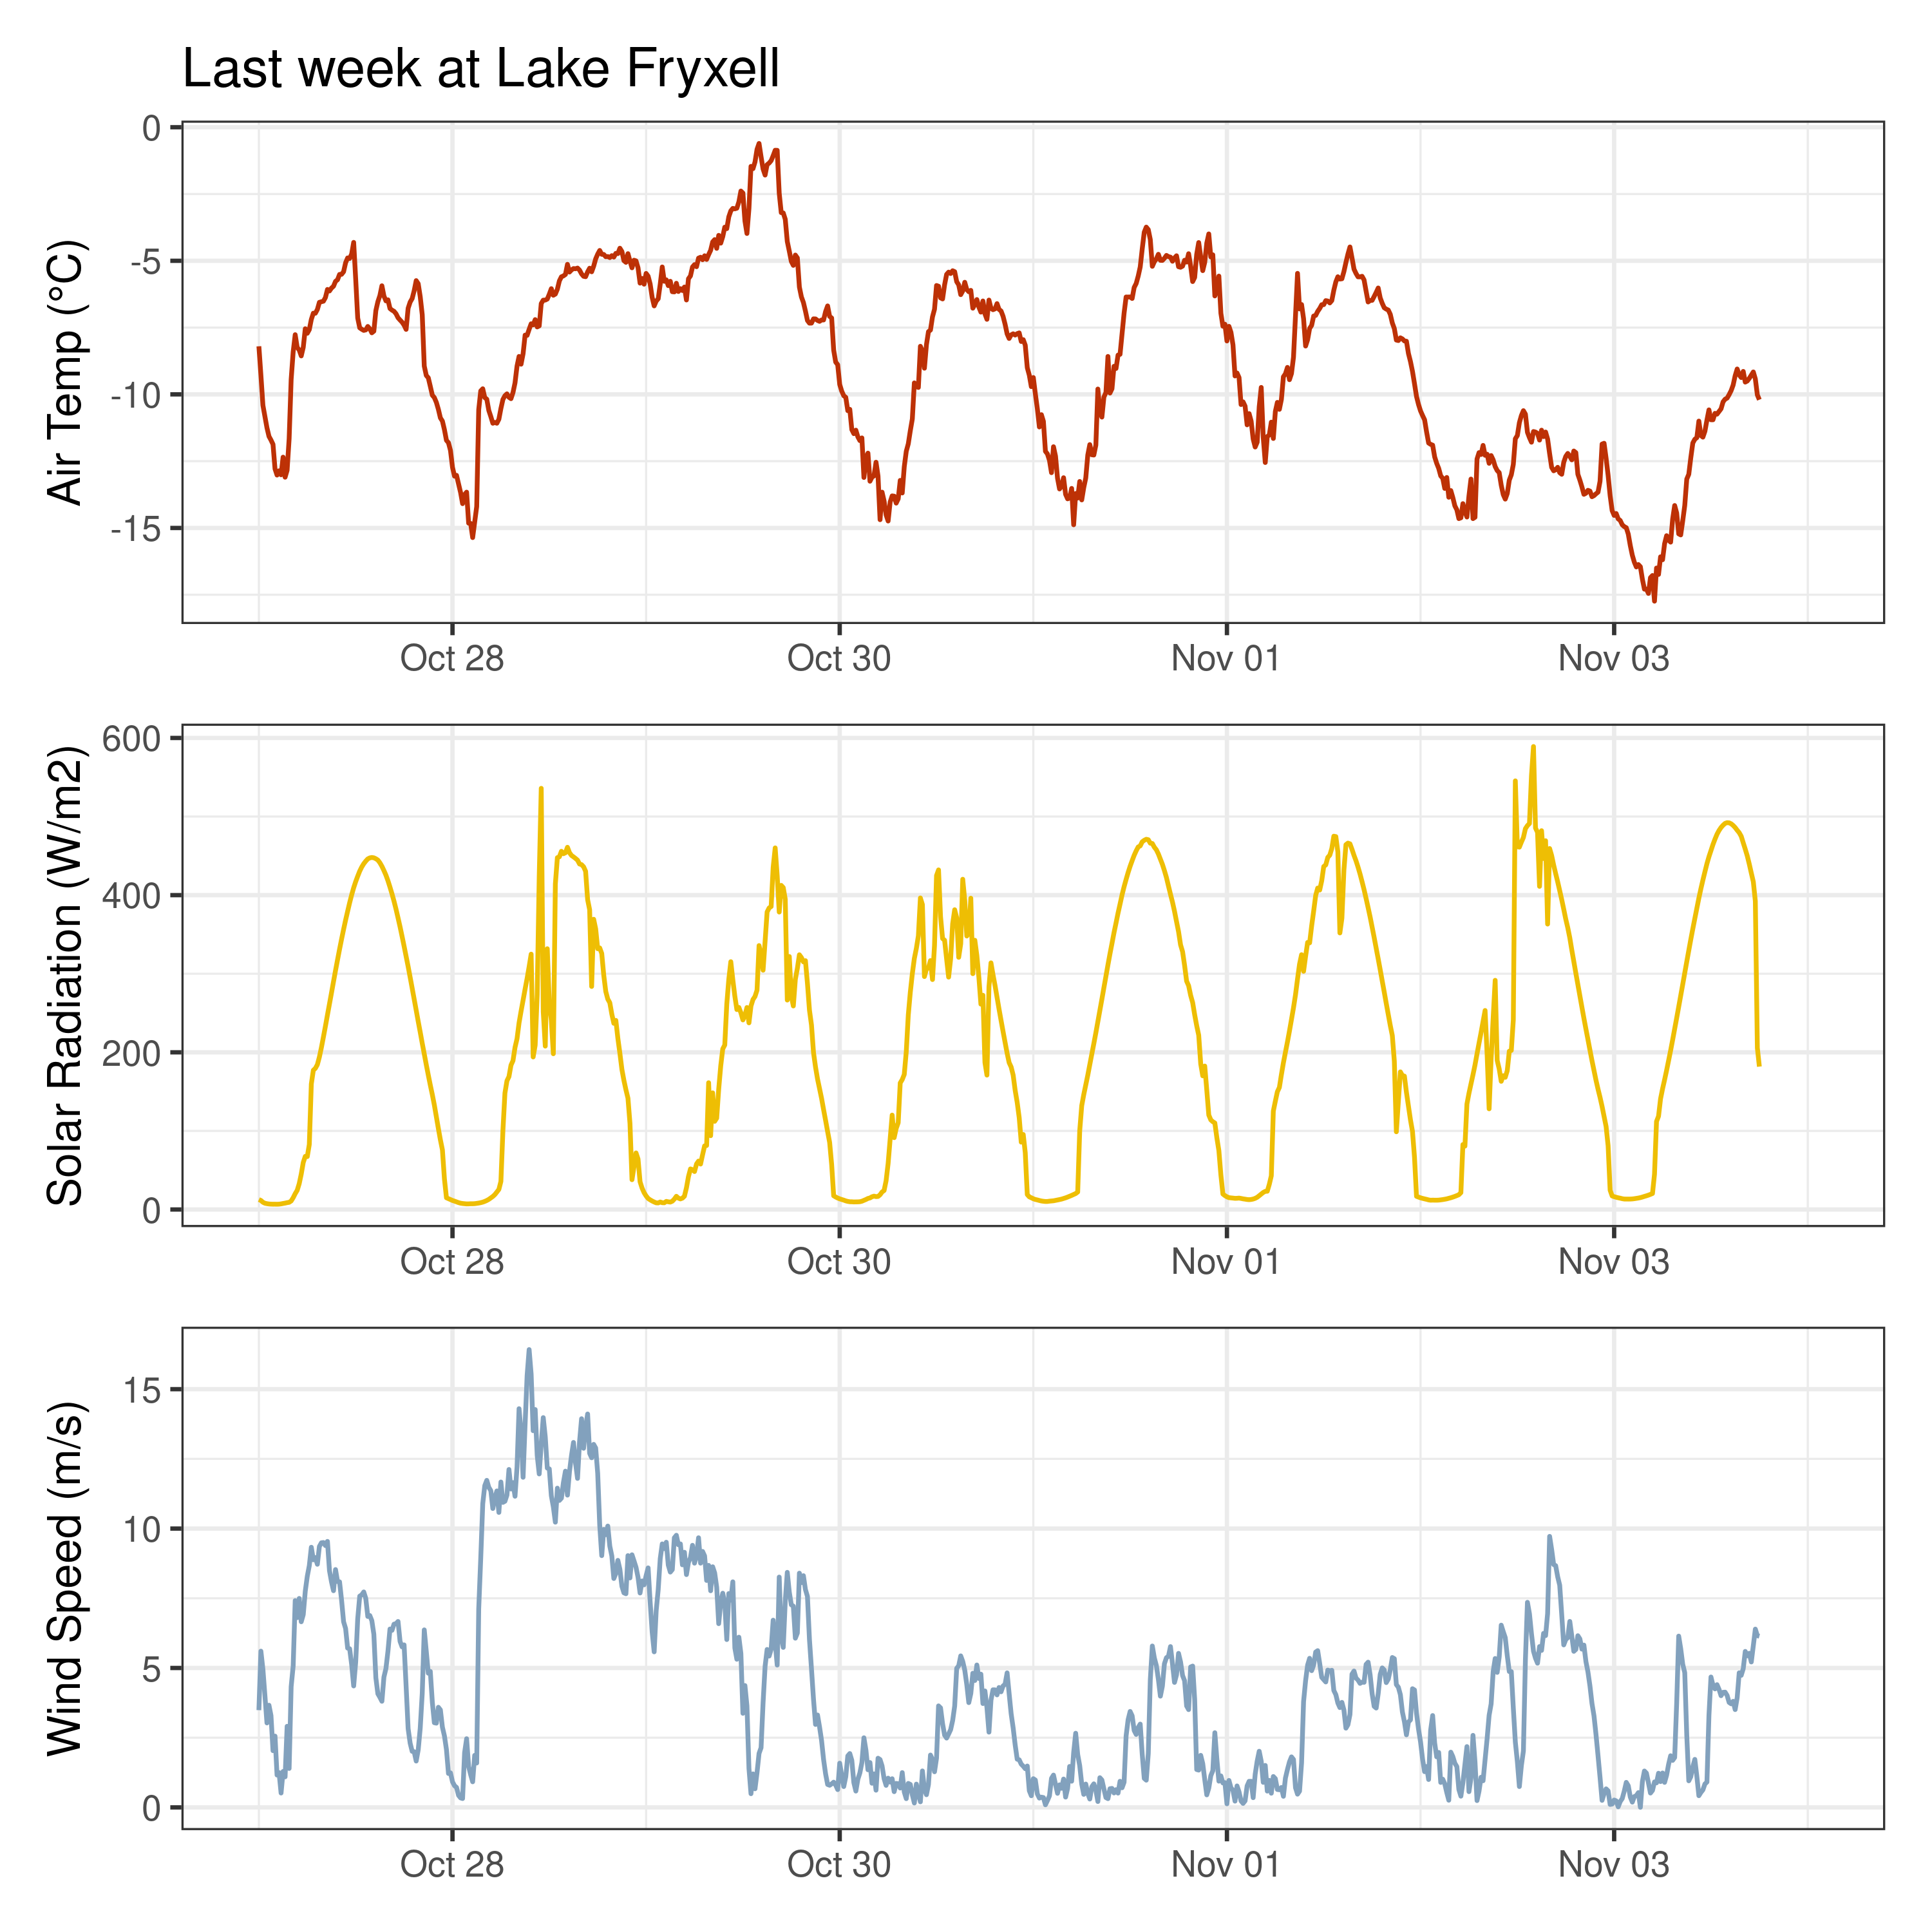 Last week at Lake Fryxell
Air Temp (°C)
0
-5
-10
-15
Oct 28 Oct 30 Nov 01 Nov 03
Solar Radiation (W/m2)
600
400
200
0
Oct 28 Oct 30 Nov 01 Nov 03
Wind Speed (m/s)
15
10
5
0
Oct 28 Oct 30 Nov 01 Nov 03